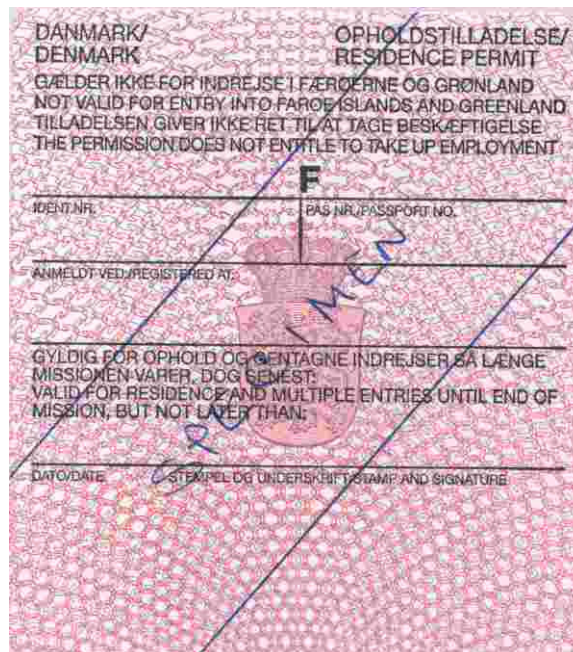 DANMARK/ OPHOLDSTILLADELSE/
DENMARK RESIDENCE PERMIT
GÆLDER IKKE FOR INDREJSE I FÆRØERNE OG GRØNLAND
NOT VALID FOR ENTRY INTO FAROE ISLANDS AND GREENLAND
TILLADELSEN GIVER IKKE RET TIL AT TAGE BESKÆFTIGELSE
THE PERMISSION DOES NOT ENTITLE TO TAKE UP EMPLOYMENT
F
IDENT.NR. PAS NR./PASSPORT NO.
ANMELDT VED:/REGISTERED AT:
GYLDIG FOR OPHOLD OG GENTAGNE INDREJSER SÅ LÆNGE
MISSIONEN VARER, DOG SENEST:
VALID FOR RESIDENCE AND MULTIPLE ENTRIES UNTIL END OF
MISSION, BUT NOT LATER THAN:
DATO/DATE STEMPEL OG UNDERSKRIFT/STAMP AND SIGNATURE
SPECIMEN